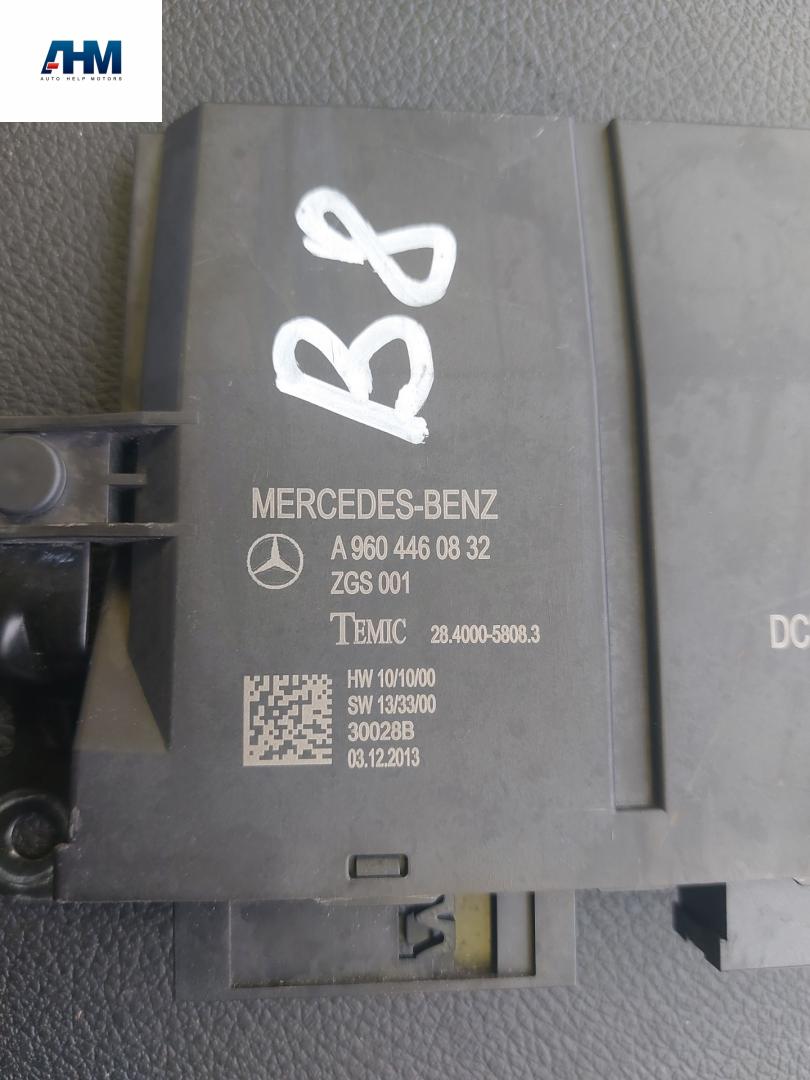 AHM
AUTO HELP MOTORS
B8
MERCEDES-BENZ
A 960 446 08 32
ZGS 001
TEMIC 28.4000-5808.3
HW 10/10/00
SW 13/33/00
30028B
03.12.2013
DC